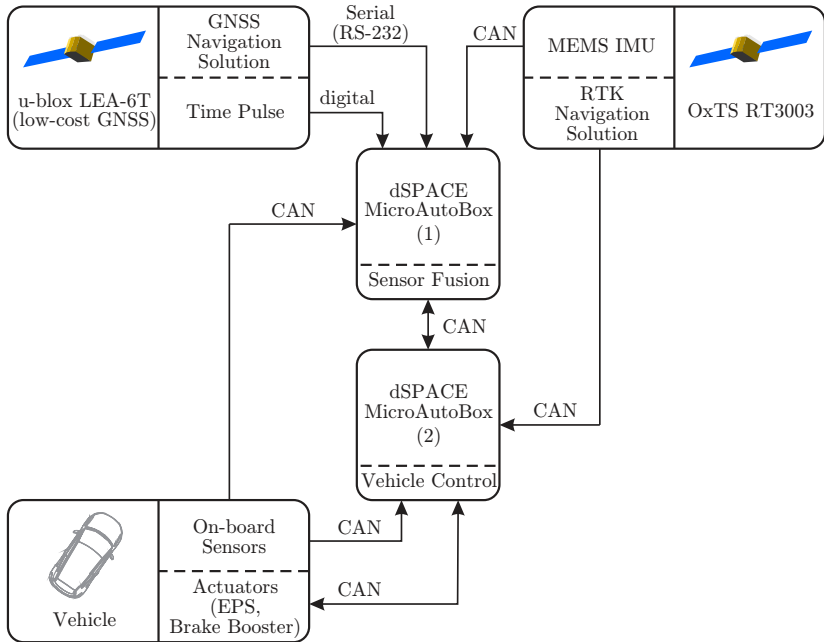 u-blox LEA-6T
(low-cost GNSS)
GNSS
Navigation
Solution
Time Pulse
Serial
(RS-232)
digital
CAN
MEMS IMU
RTK
Navigation
Solution
OxTS RT3003
dSPACE
MicroAutoBox
(1)
Sensor Fusion
CAN
CAN
dSPACE
MicroAutoBox
(2)
Vehicle Control
CAN
Vehicle
On-board
Sensors
Actuators
(EPS,
Brake Booster)
CAN
CAN